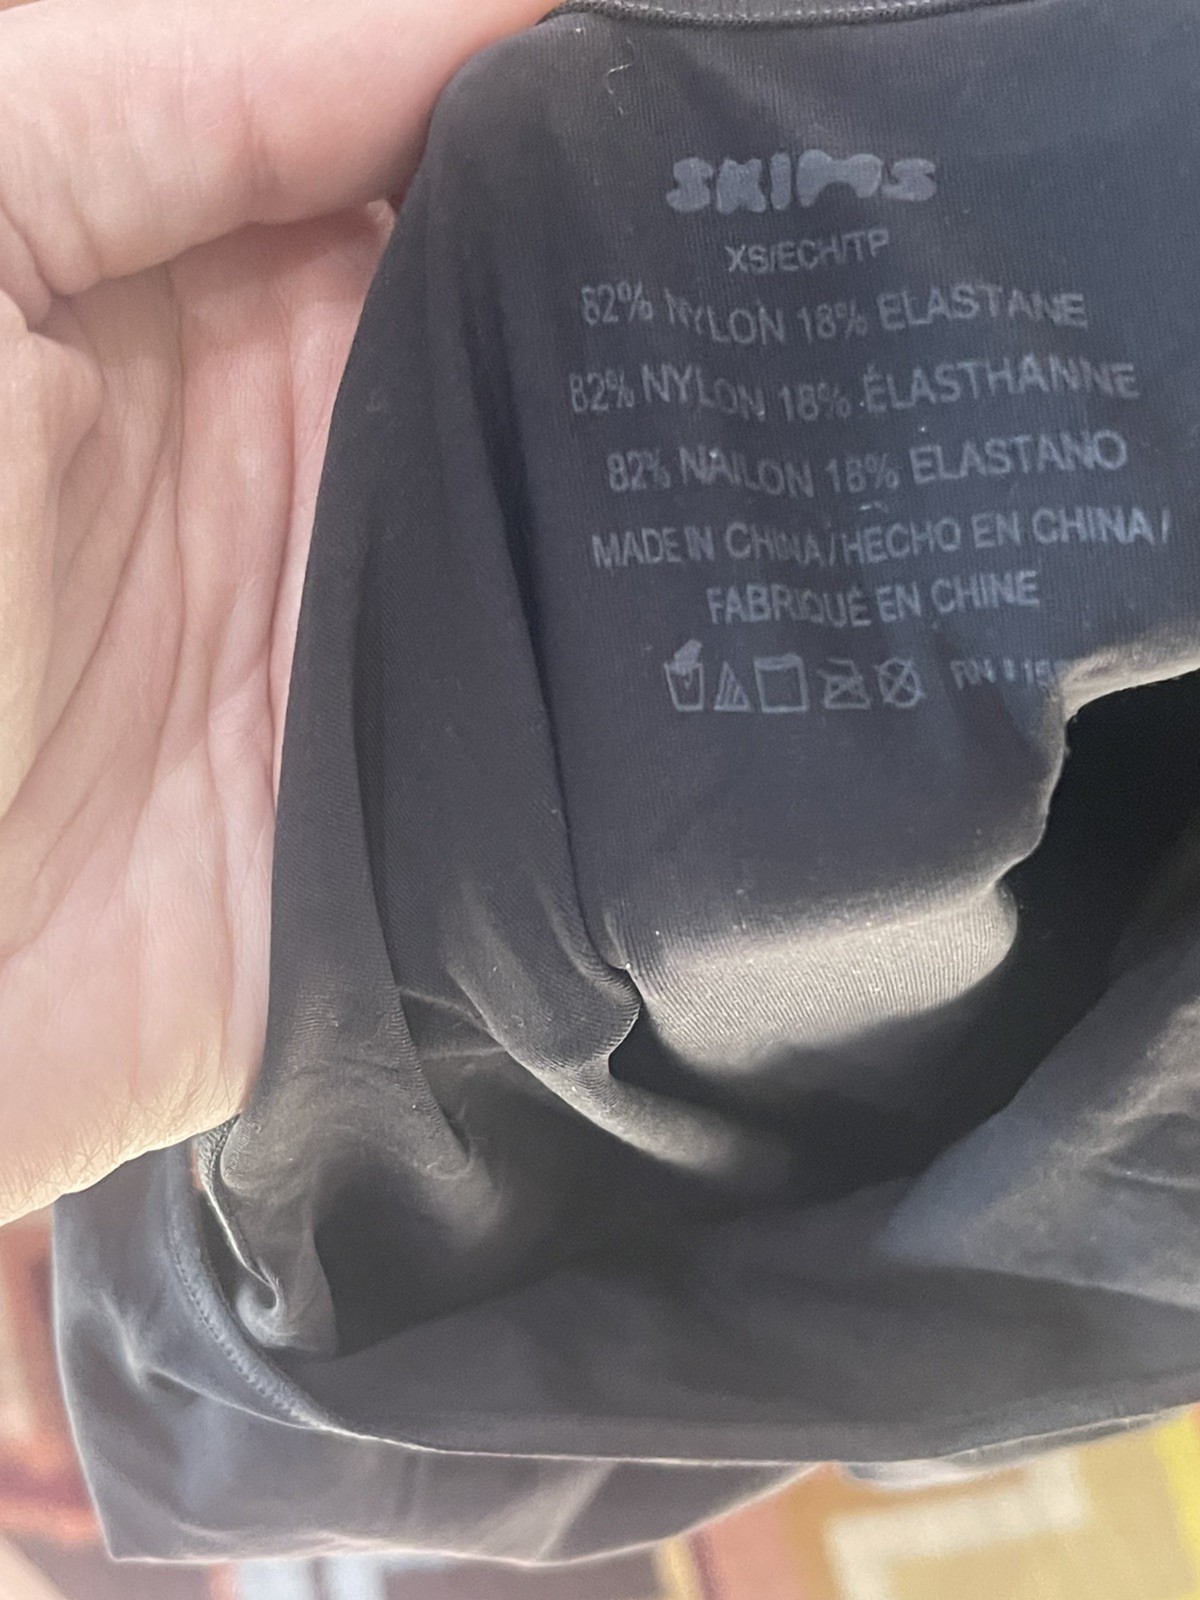 SKIMS
XS/ECH/TP
82% NYLON 18% ELASTANE
82% NYLON 18% ÉLASTHANNE
82% NAILON 18% ELASTANO
MADE IN CHINA/HECHO EN CHINA/
FABRIQUÉ EN CHINE
RN